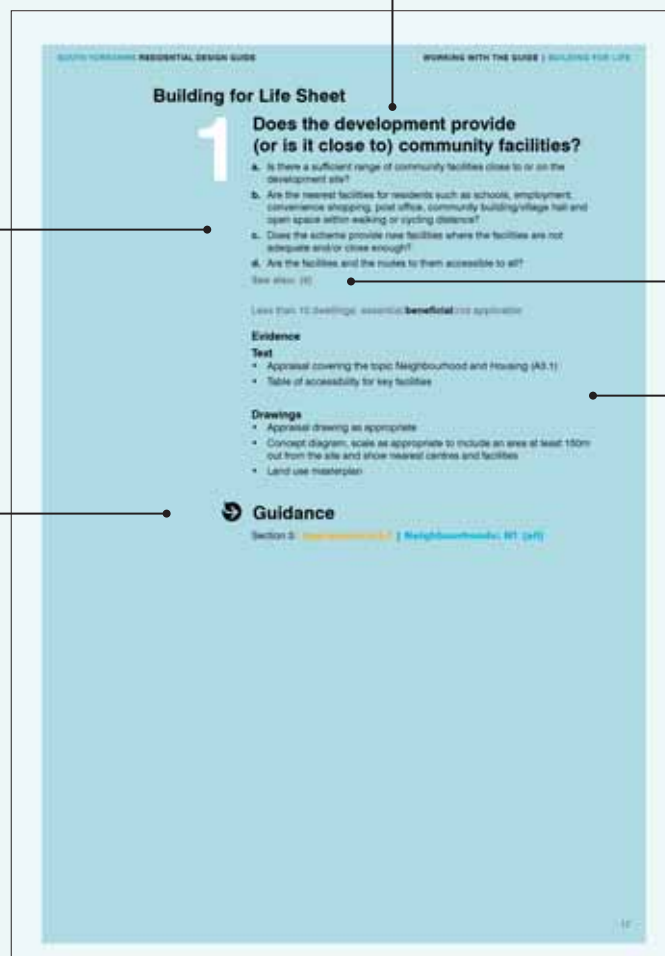 SOUTH YORKSHIRE RESIDENTIAL DESIGN GUIDE
WORKING WITH THE GUIDE | BUILDING FOR LIFE
Building for Life Sheet
1
Does the development provide
(or is it close to) community facilities?
a. Is there a sufficient range of community facilities close to or on the
development site?
b. Are the nearest facilities for residents such as schools, employment,
convenience shopping, post office, community building/village hall and
open space within walking or cycling distance?
c. Does the scheme provide new facilities where the facilities are not
adequate and/or close enough?
d. Are the facilities and the routes to them accessible to all?
See also:
Less than 10 dwellings: essential/beneficial/not applicable
Evidence
Text
• Appraisal covering the topic Neighbourhood and Housing (A3.1)
• Table of accessibility for key facilities
Drawings
• Appraisal drawing as appropriate
• Concept diagram, scale as appropriate to include an area at least 150m
out from the site and show nearest centres and facilities
• Land use masterplan
Guidance
Section 3: | Neighbourhoods: N1 (all)